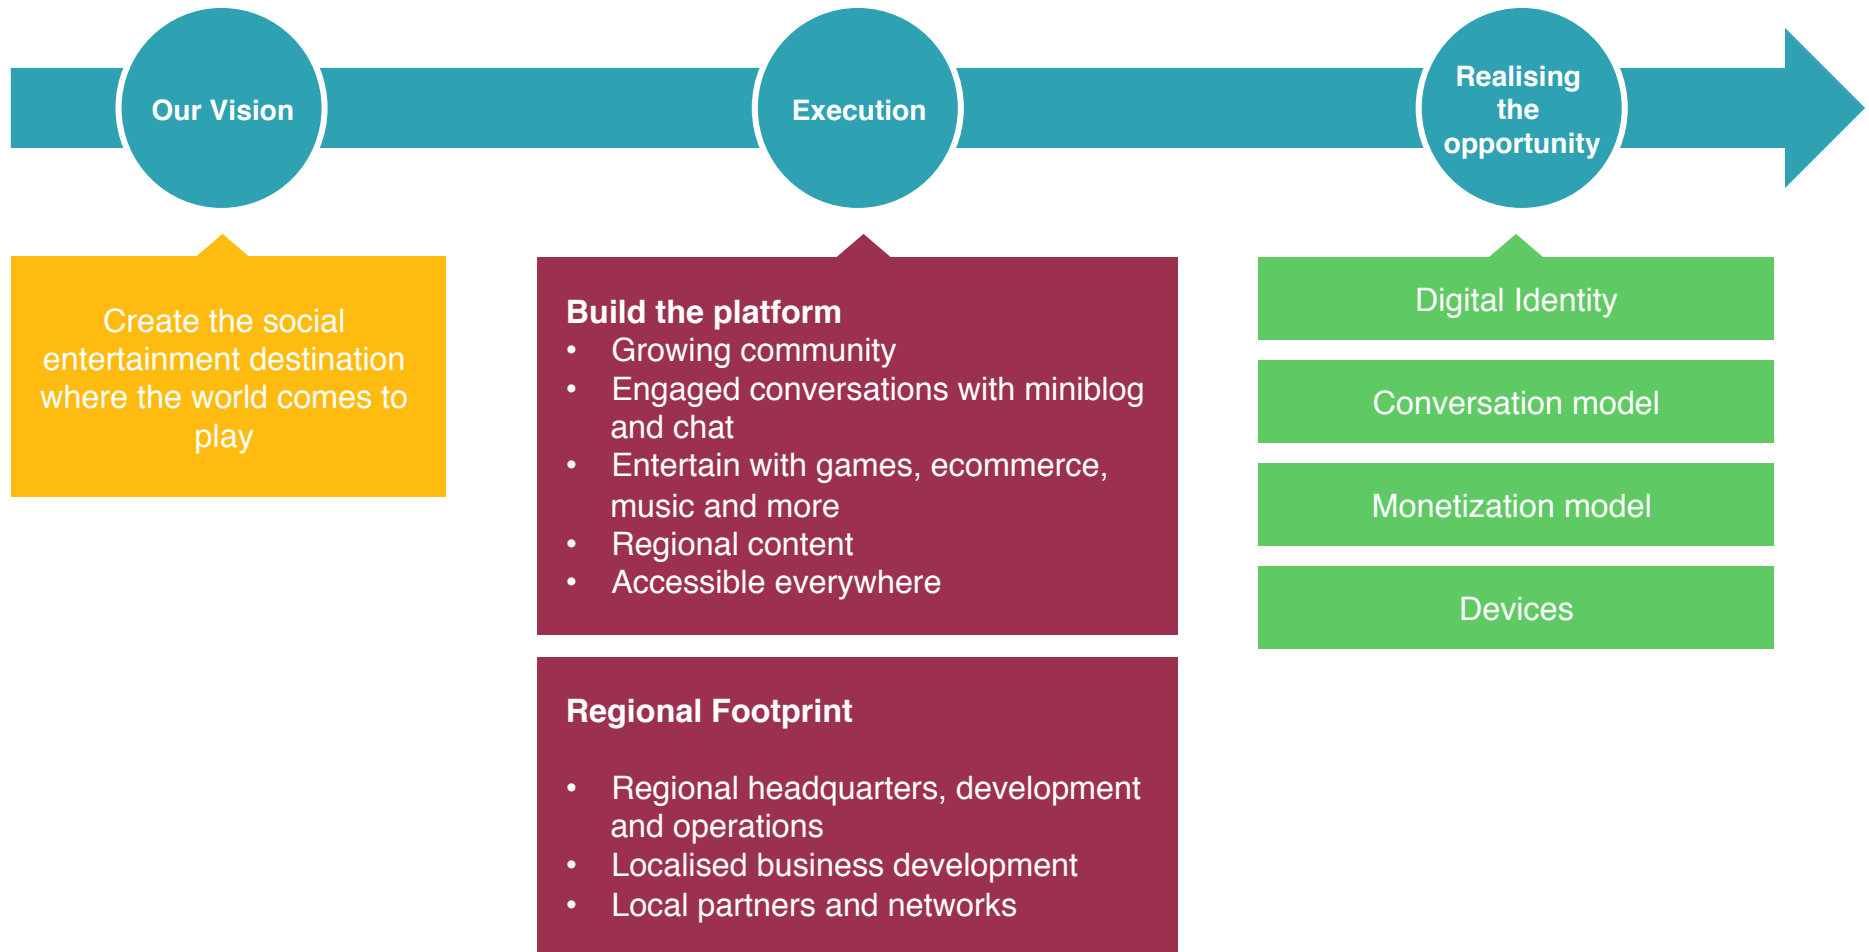 Our Vision
Execution
Realising
the
opportunity
Create the social
entertainment destination
where the world comes to
play
Build the platform
• Growing community
• Engaged conversations with miniblog
and chat
• Entertain with games, ecommerce,
music and more
• Regional content
• Accessible everywhere
Regional Footprint
• Regional headquarters, development
and operations
• Localised business development
• Local partners and networks
Digital Identity
Conversation model
Monetization model
Devices